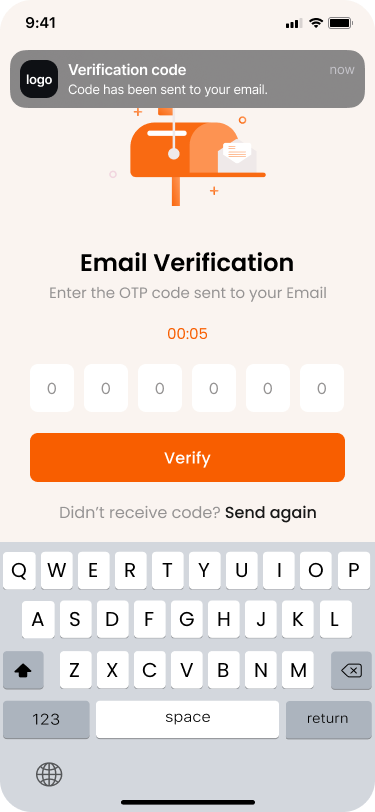 9:41
logo
Verification code
now
Code has been sent to your email.
Email Verification
Enter the OTP code sent to your Email
00:05
0 0 0 0 0 0
Verify
Didn’t receive code? Send again
Q W E R T Y U I O P
A S D F G H J K L
Z X C V B N M
123 space return